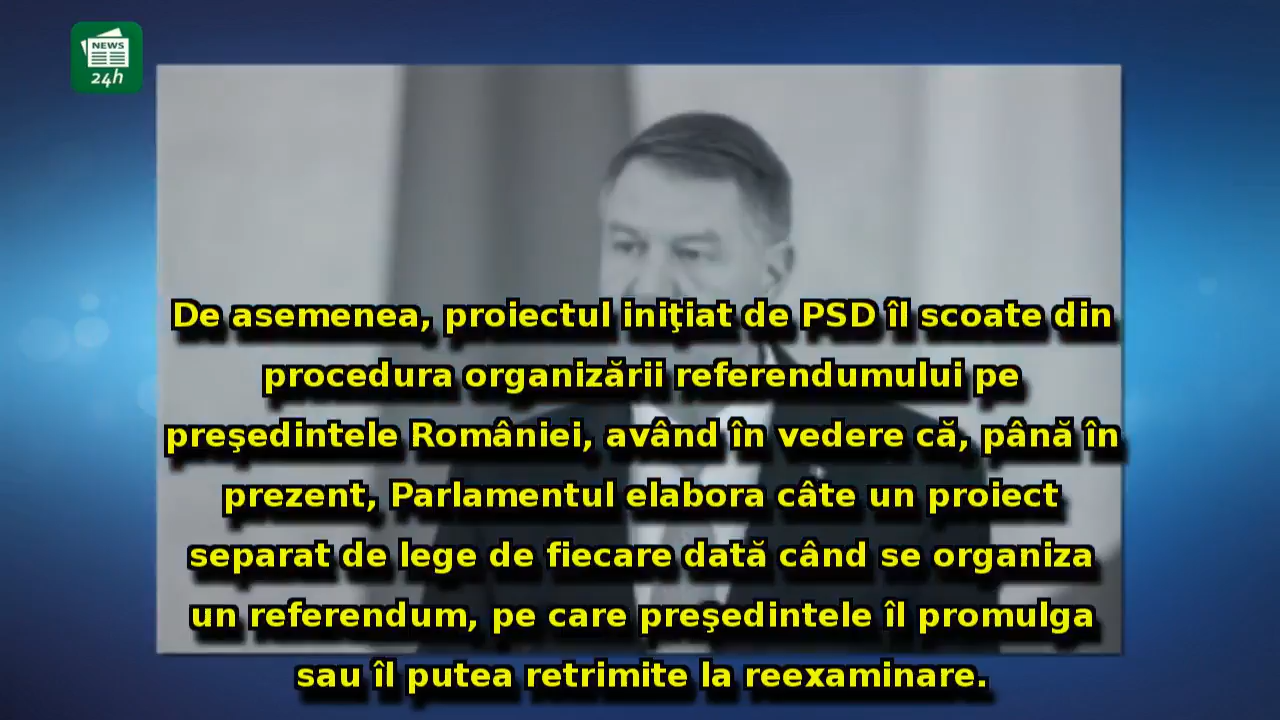 NEWS
24h
De asemenea, proiectul iniţiat de PSD îl scoate din
procedura organizării referendumului pe
preşedintele României, având în vedere că, până în
prezent, Parlamentul elabora câte un proiect
separat de lege de fiecare dată când se organiza
un referendum, pe care preşedintele îl promulga
sau îl putea retrimite la reexaminare.